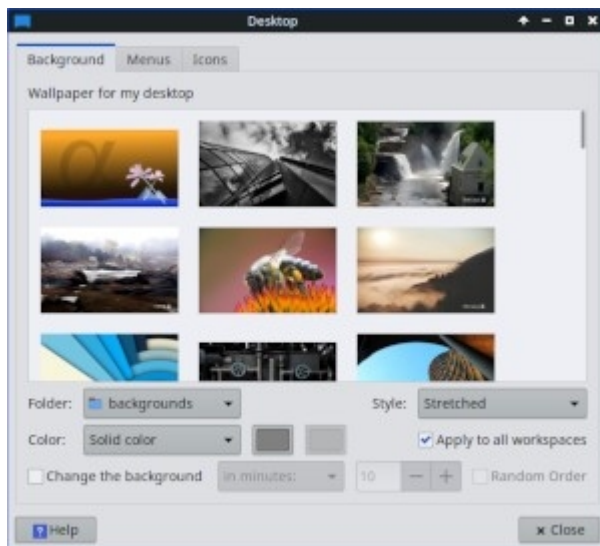 Desktop
Background Menus Icons
Wallpaper for my desktop
Folder: backgrounds Style: Stretched
Color: Solid color Apply to all workspaces
Change the background in minutes: 10 Random Order
Help Close